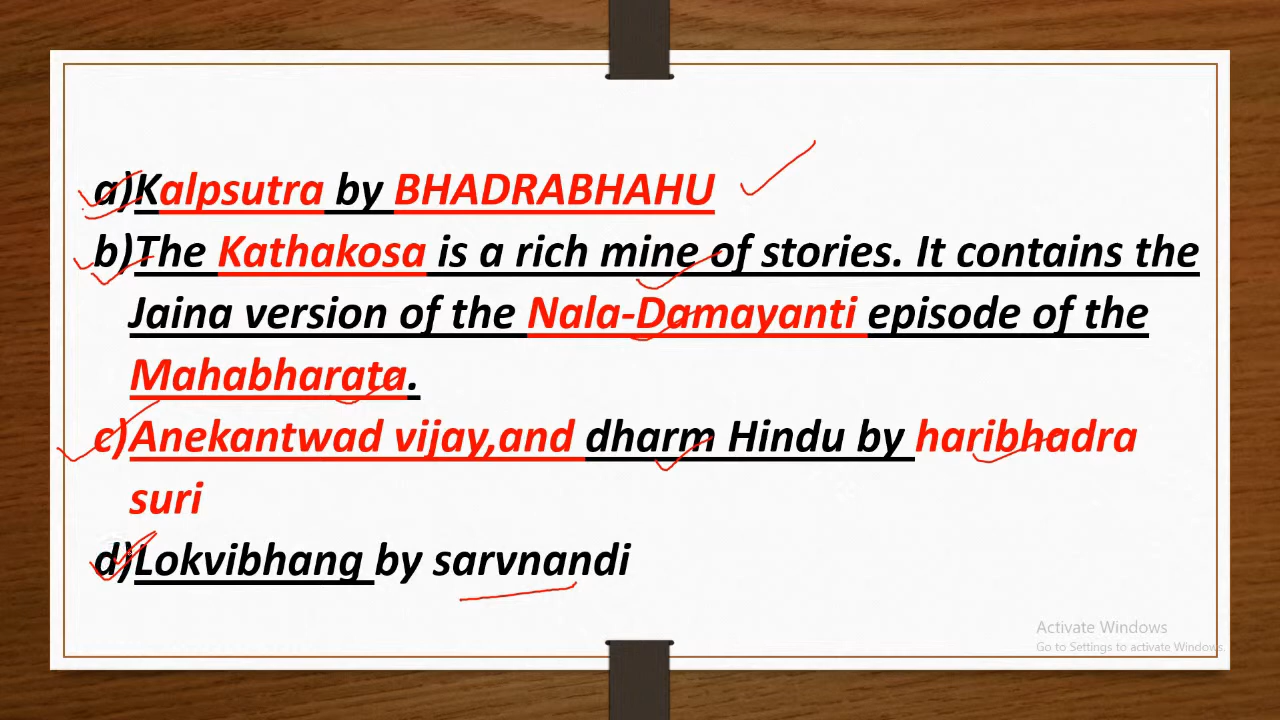 a)Kalpsutra by BHADRABHAHU
b)The Kathakosa is a rich mine of stories. It contains the
Jaina version of the Nala-Damayanti episode of the
Mahabharata.
c)Anekantwad vijay,and dharm Hindu by haribhadra
suri
d)Lokvibhang by sarvnandi
Activate Windows
Go to Settings to activate Windows.